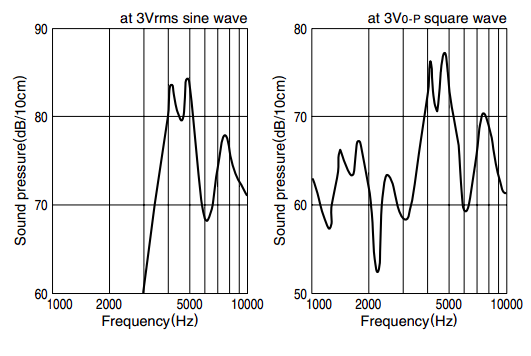 at 3Vrms sine wave
90
80
70
60
Sound pressure(dB/10cm)
1000 2000 5000 10000
Frequency(Hz)
at 3V0-P square wave
80
70
60
50
Sound pressure(dB/10cm)
1000 2000 5000 10000
Frequency(Hz)